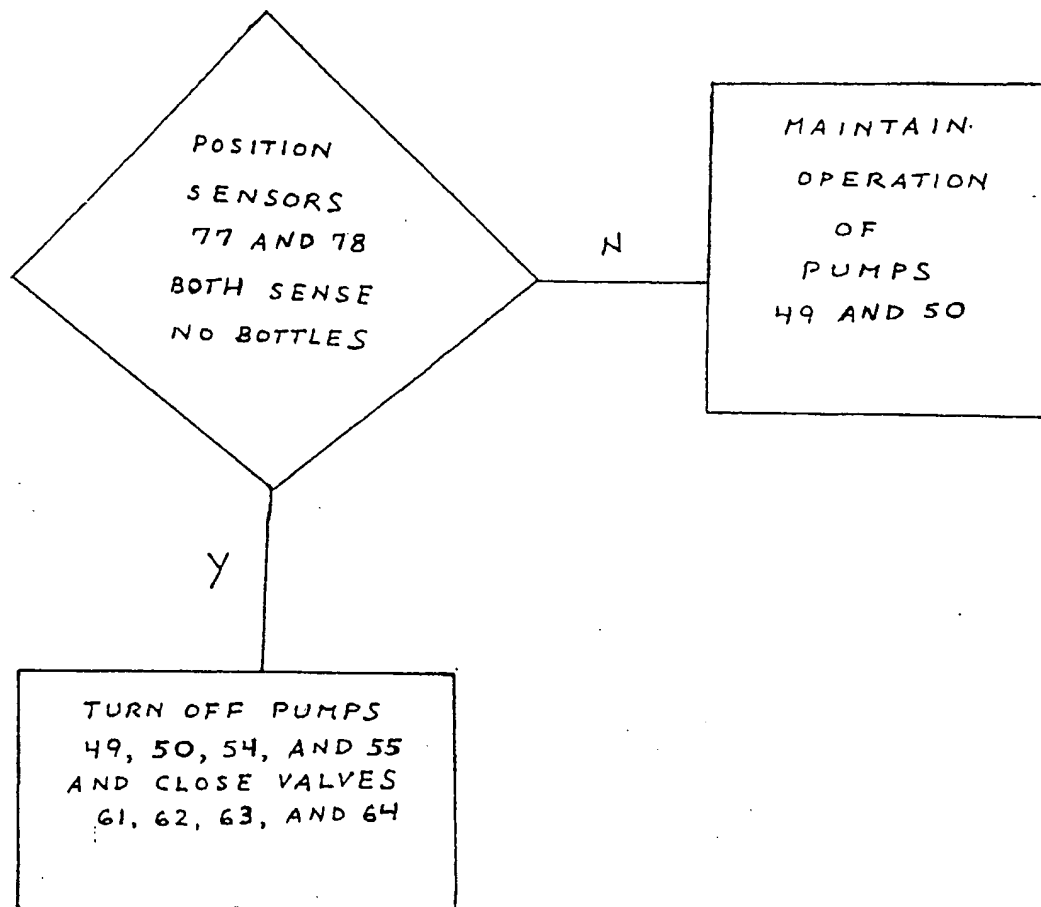 POSITION
SENSORS
77 AND 78
BOTH SENSE
NO BOTTLES
N
MAINTAIN
OPERATION
OF
PUMPS
49 AND 50
Y
TURN OFF PUMPS
49, 50, 54, AND 55
AND CLOSE VALVES
61, 62, 63, AND 64